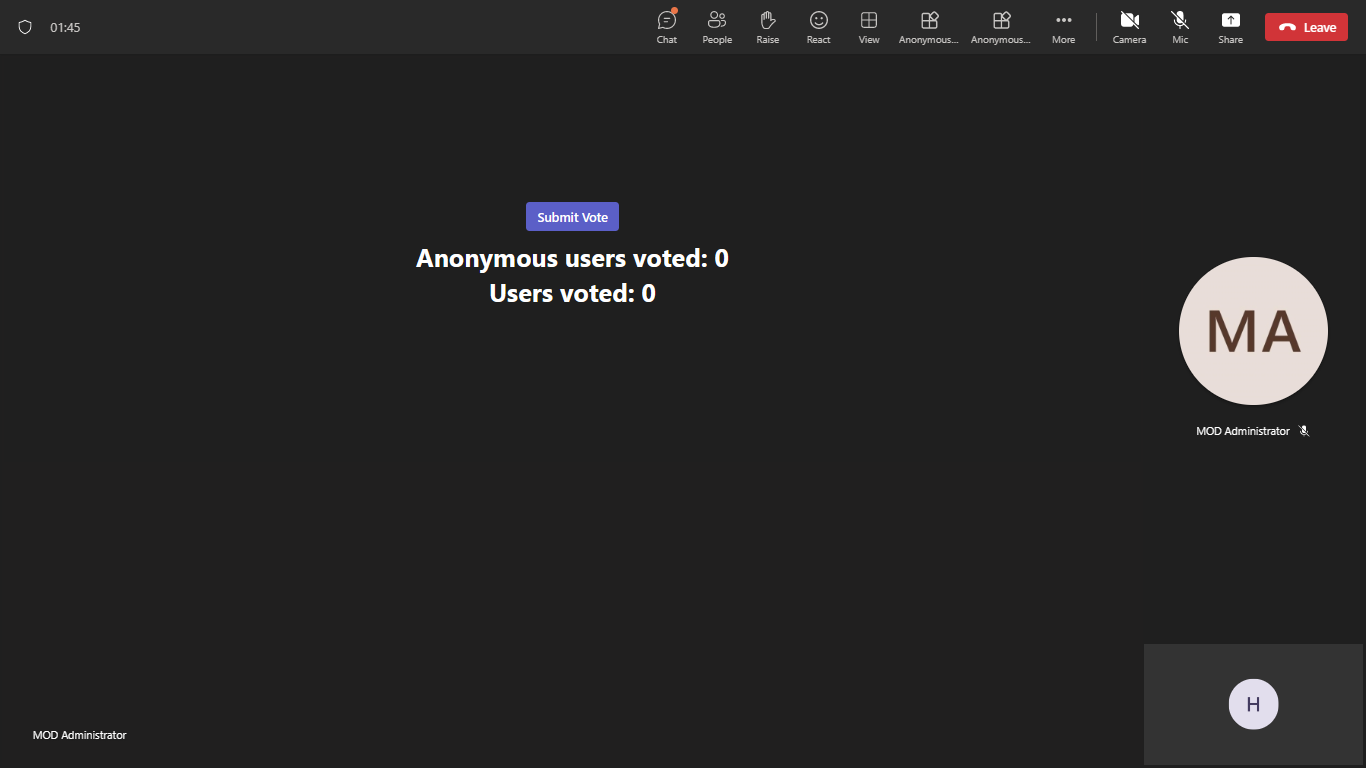 01:45
Chat
People
Raise
React
View
Anonymous...
Anonymous...
More
Camera
Mic
Share
Leave
Submit Vote
Anonymous users voted: 0
Users voted: 0
MA
MOD Administrator
H
MOD Administrator